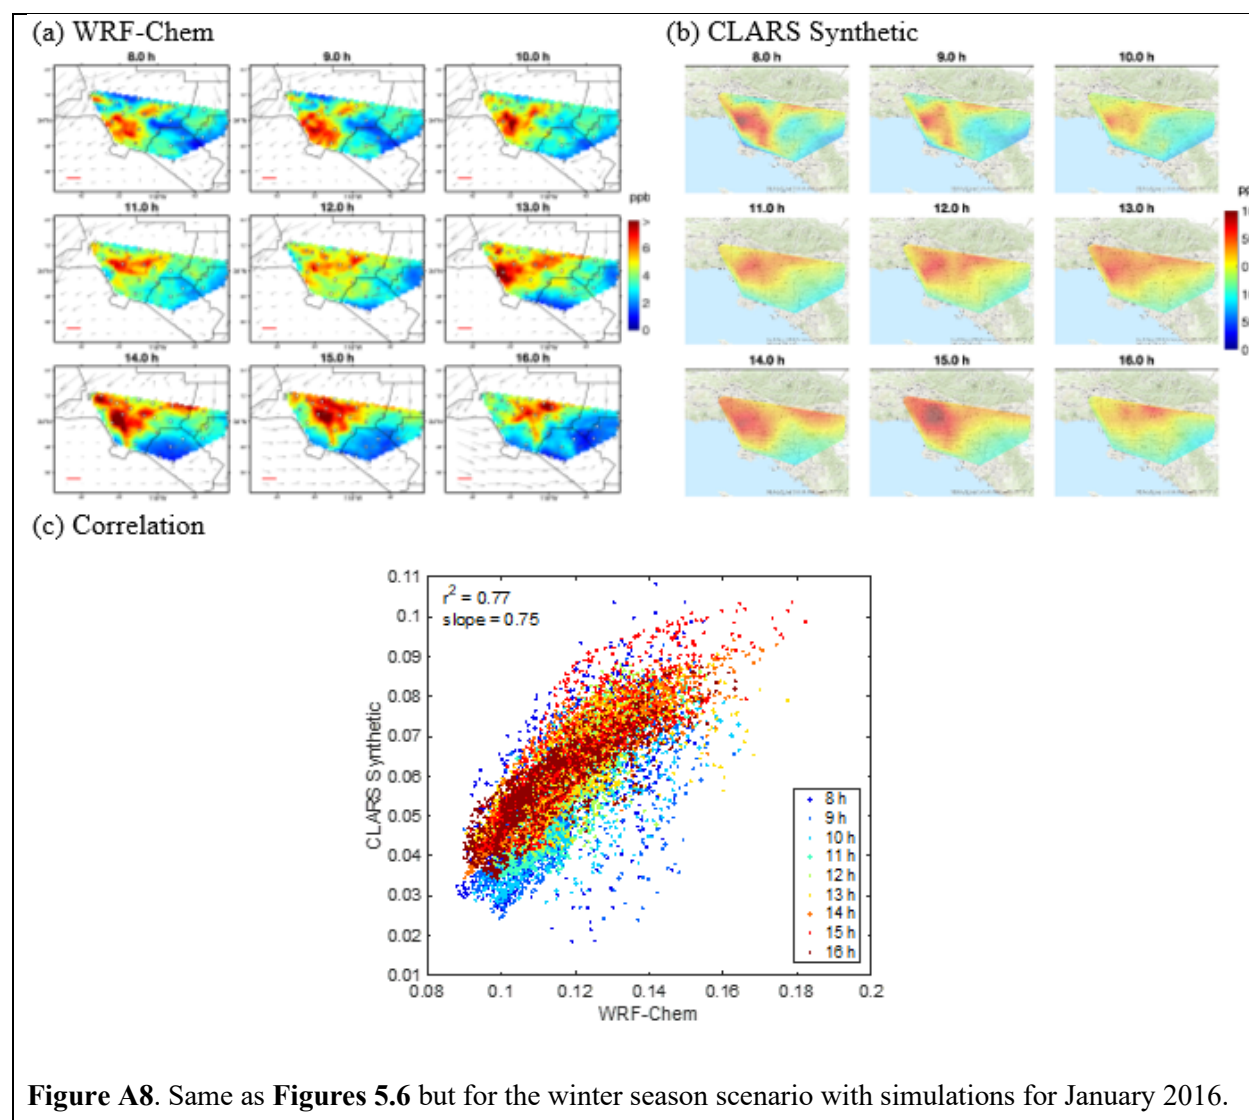 (a) WRF-Chem
(b) CLARS Synthetic
8.0 h
9.0 h
10.0 h
8.0 h
9.0 h
10.0 h
ppb
11.0 h
12.0 h
13.0 h
>
6
4
2
0
11.0 h
12.0 h
13.0 h
14.0 h
15.0 h
16.0 h
14.0 h
15.0 h
16.0 h
(c) Correlation
r² = 0.77
slope = 0.75
0.11
0.1
0.09
0.08
0.07
0.06
0.05
0.04
0.03
0.02
0.01
CLARS Synthetic
8 h
9 h
10 h
11 h
12 h
13 h
14 h
15 h
16 h
0.08
0.1
0.12
0.14
0.16
0.18
0.2
WRF-Chem
Figure A8. Same as Figures 5.6 but for the winter season scenario with simulations for January 2016.